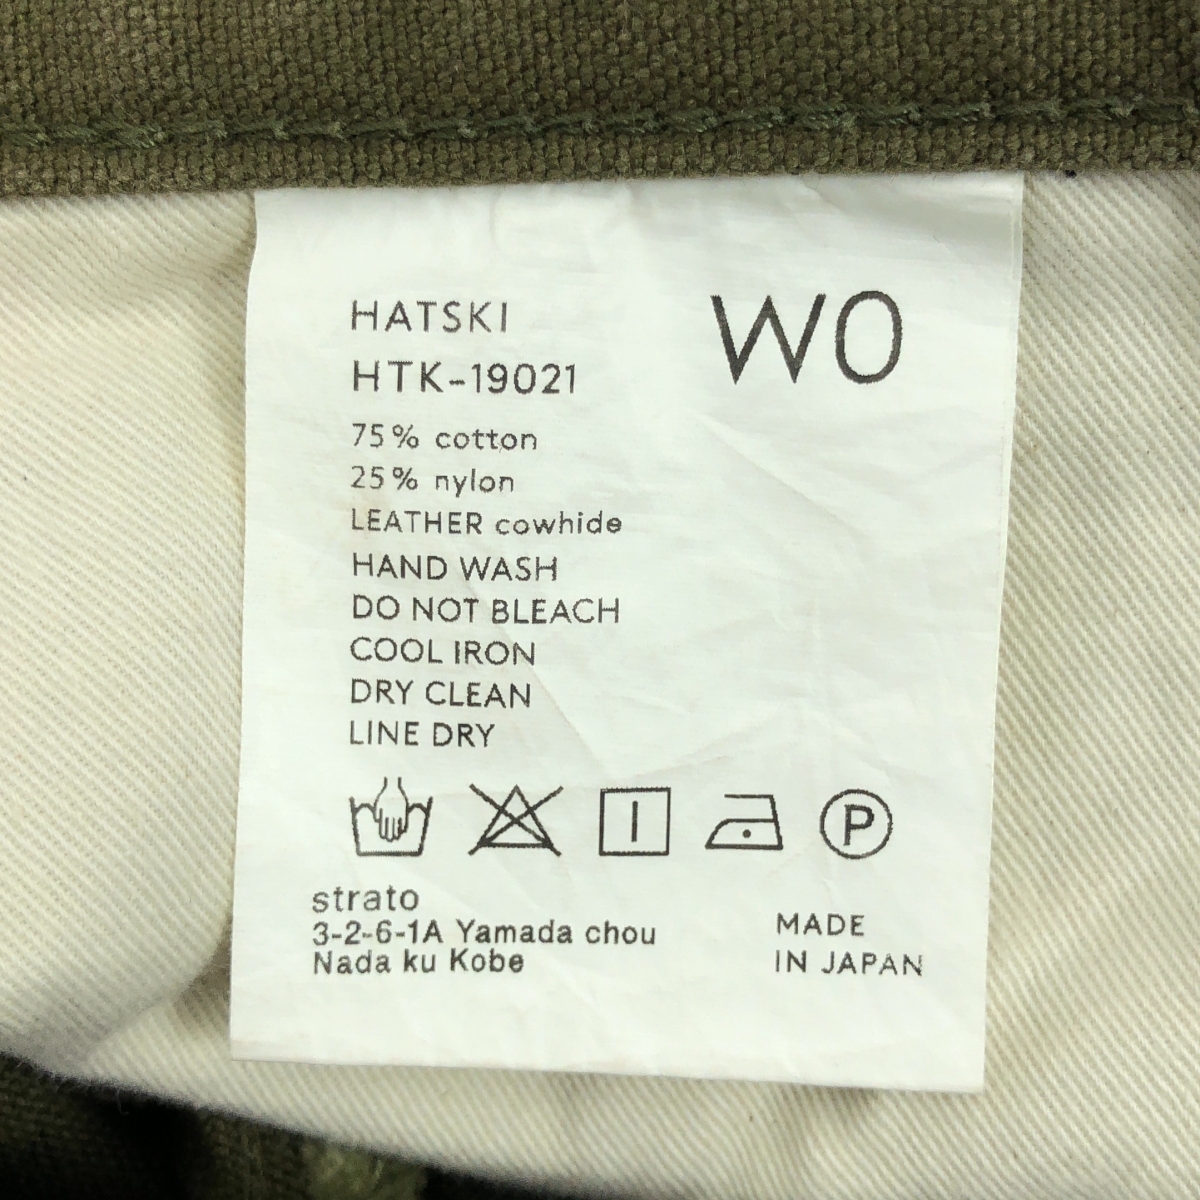 HATSKI
HTK-19021
W0
75% cotton
25% nylon
LEATHER cowhide
HAND WASH
DO NOT BLEACH
COOL IRON
DRY CLEAN
LINE DRY
P
strato
3-2-6-1A Yamada chou
Nada ku Kobe
MADE
IN JAPAN